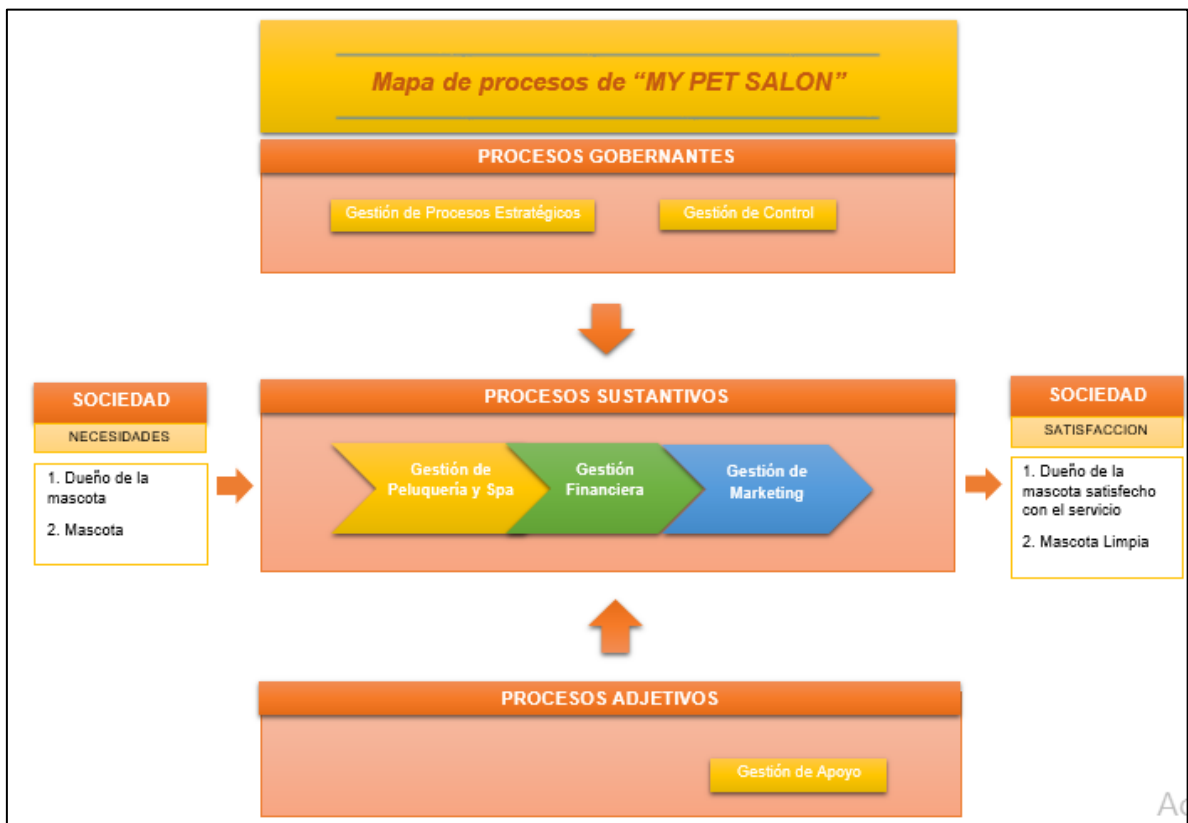 Mapa de procesos de “MY PET SALON”
PROCESOS GOBERNANTES
Gestión de Procesos Estratégicos
Gestión de Control
SOCIEDAD
NECESIDADES
1. Dueño de la
mascota
2. Mascota
PROCESOS SUSTANTIVOS
Gestión de
Peluquería y Spa
Gestión
Financiera
Gestión de
Marketing
SOCIEDAD
SATISFACCION
1. Dueño de la
mascota satisfecho
con el servicio
2. Mascota Limpia
PROCESOS ADJETIVOS
Gestión de Apoyo